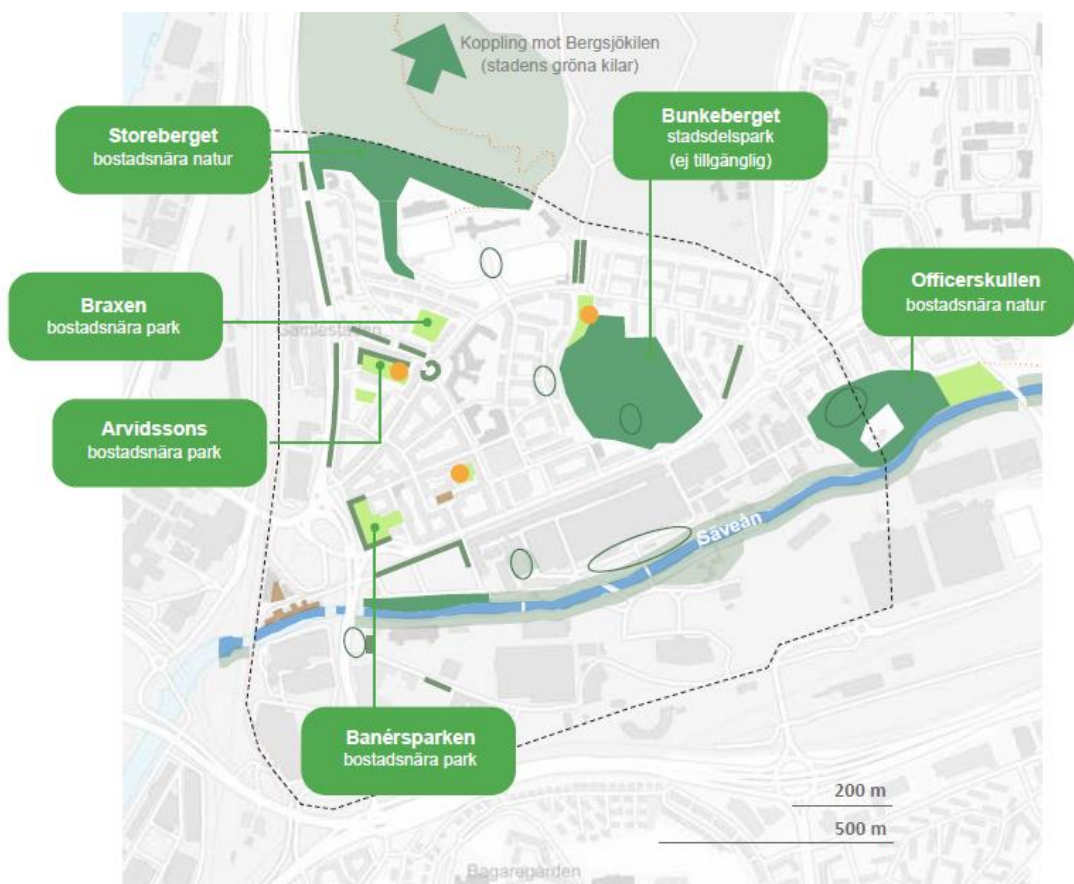 Koppling mot Bergsjökilen
(stadens gröna kilar)
Storeberget
bostadsnära natur
Bunkeberget
stadsdelspark
(ej tillgänglig)
Officerskullen
bostadsnära natur
Braxen
bostadsnära park
Gamlestaden
Arvidssons
bostadsnära park
Säveån
Banérsparken
bostadsnära park
200 m
500 m
Bagaregården